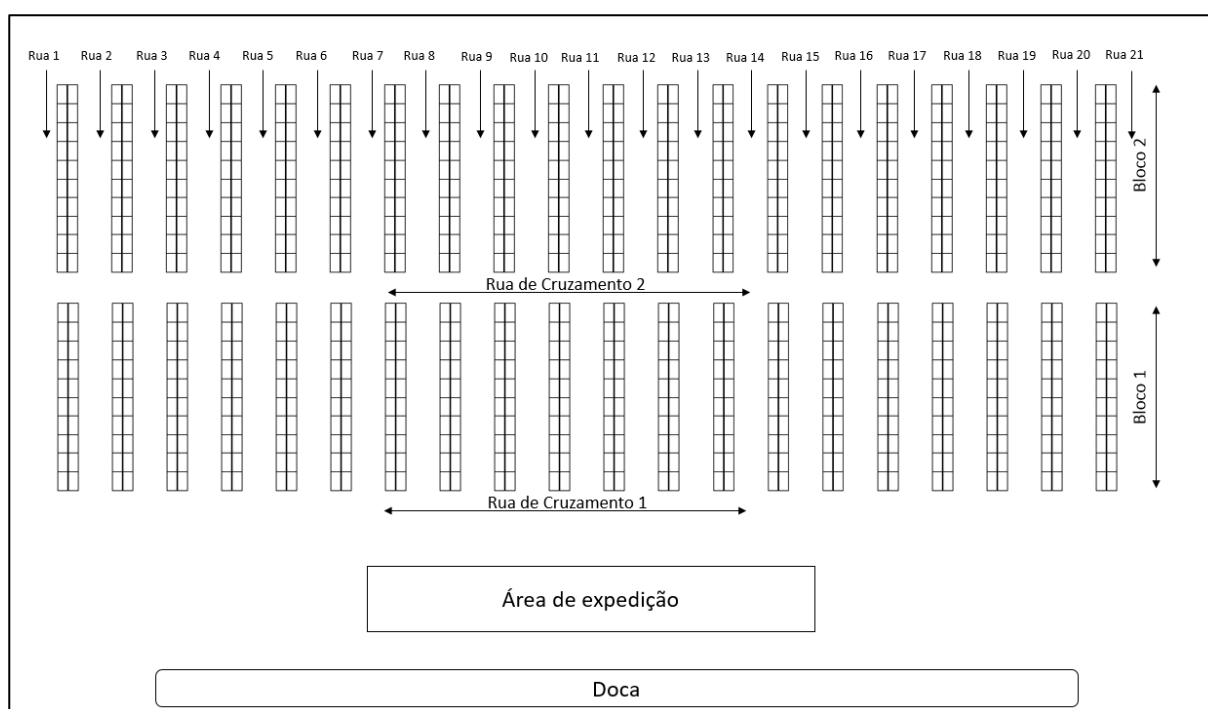 Rua 1
Rua 2
Rua 3
Rua 4
Rua 5
Rua 6
Rua 7
Rua 8
Rua 9
Rua 10
Rua 11
Rua 12
Rua 13
Rua 14
Rua 15
Rua 16
Rua 17
Rua 18
Rua 19
Rua 20
Rua 21
Bloco 2
Rua de Cruzamento 2
Bloco 1
Rua de Cruzamento 1
Área de expedição
Doca